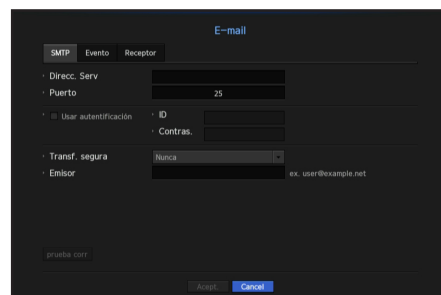 E-mail
SMTP Evento Receptor
Direcc. Serv
Puerto 25
Usar autentificación ID
Contras.
Transf. segura Nunca
Emisor ex. user@example.net
prueba corr
Acept. Cancel